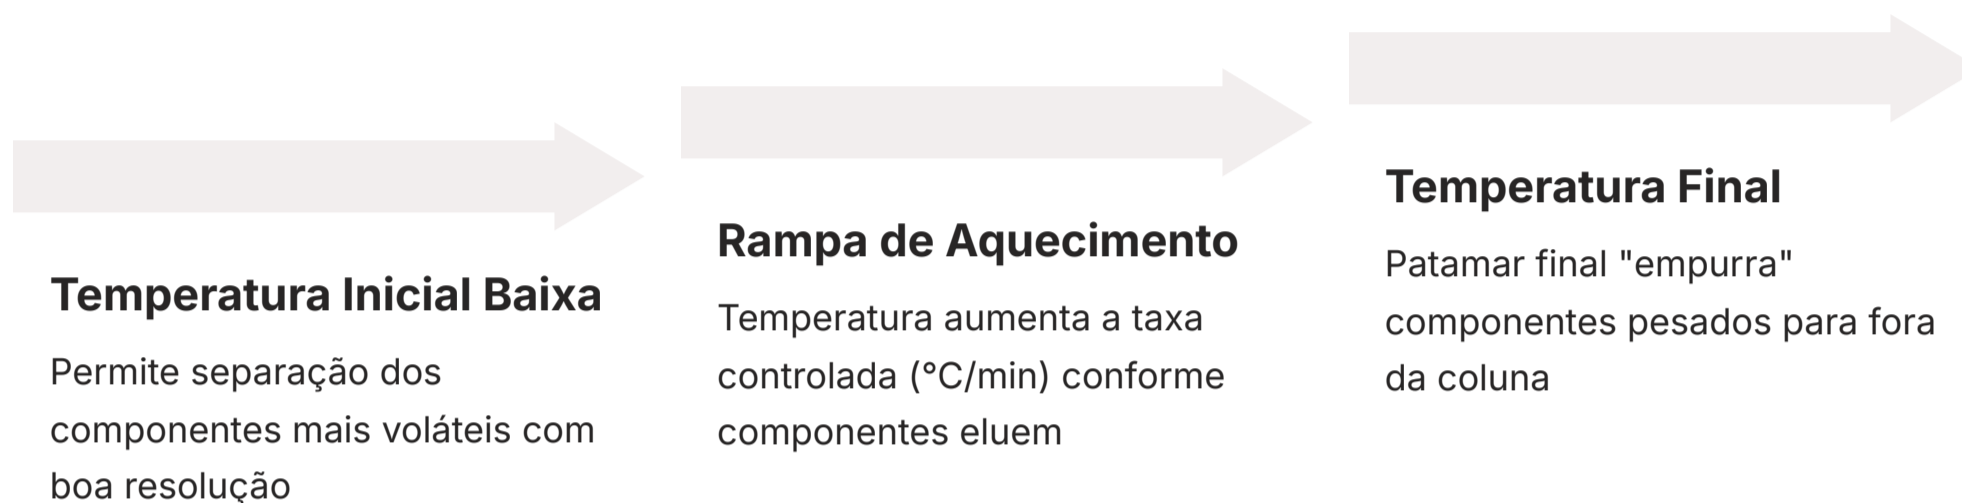 Temperatura Inicial Baixa
Permite separação dos
componentes mais voláteis com
boa resolução
Rampa de Aquecimento
Temperatura aumenta a taxa
controlada (°C/min) conforme
componentes eluem
Temperatura Final
Patamar final "empurra"
componentes pesados para fora
da coluna